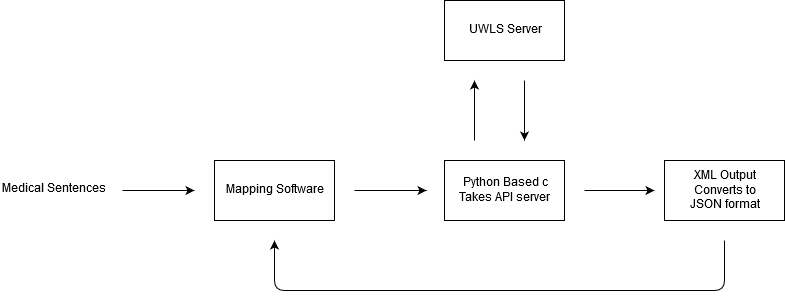 UWLS Server
Medical Sentences
Mapping Software
Python Based c
Takes API server
XML Output
Converts to
JSON format